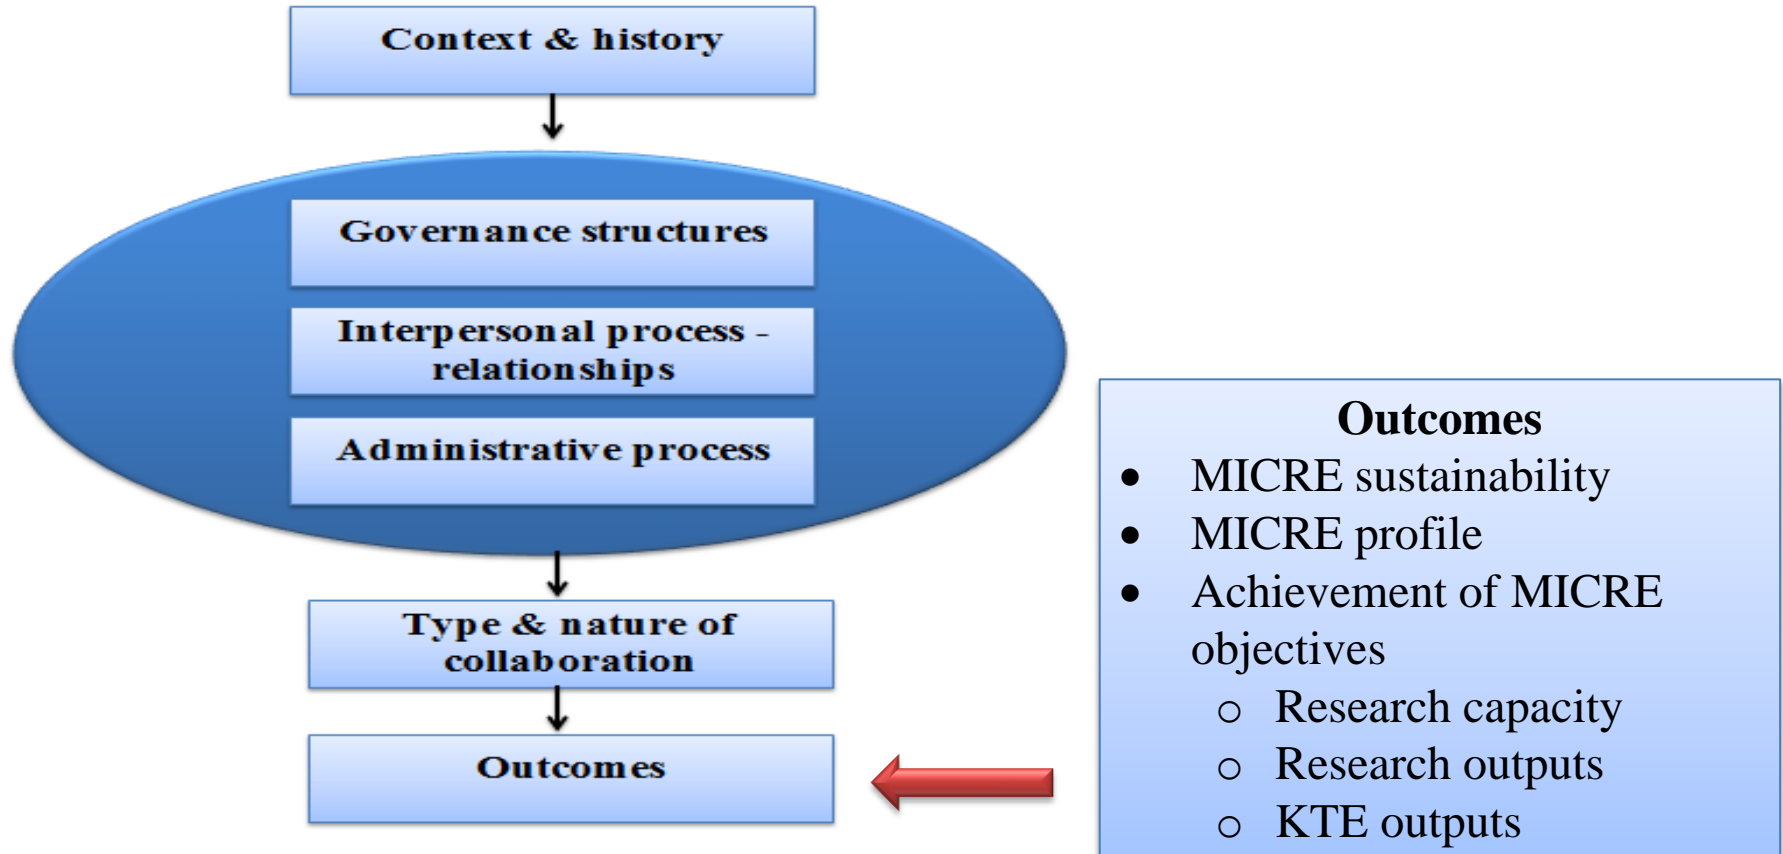 Context & history
Governance structures
Interpersonal process -
relationships
Administrative process
Type & nature of
collaboration
Outcomes
Outcomes
• MICRE sustainability
• MICRE profile
• Achievement of MICRE
objectives
o Research capacity
o Research outputs
o KTE outputs